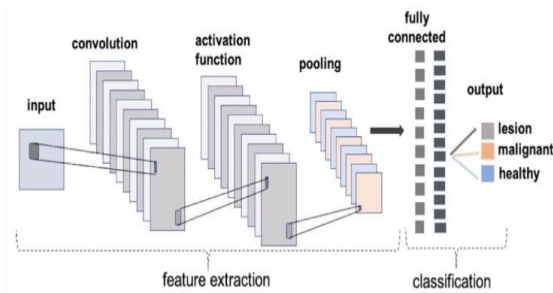 input
convolution
activation
function
pooling
fully
connected
output
lesion
malignant
healthy
feature extraction
classification